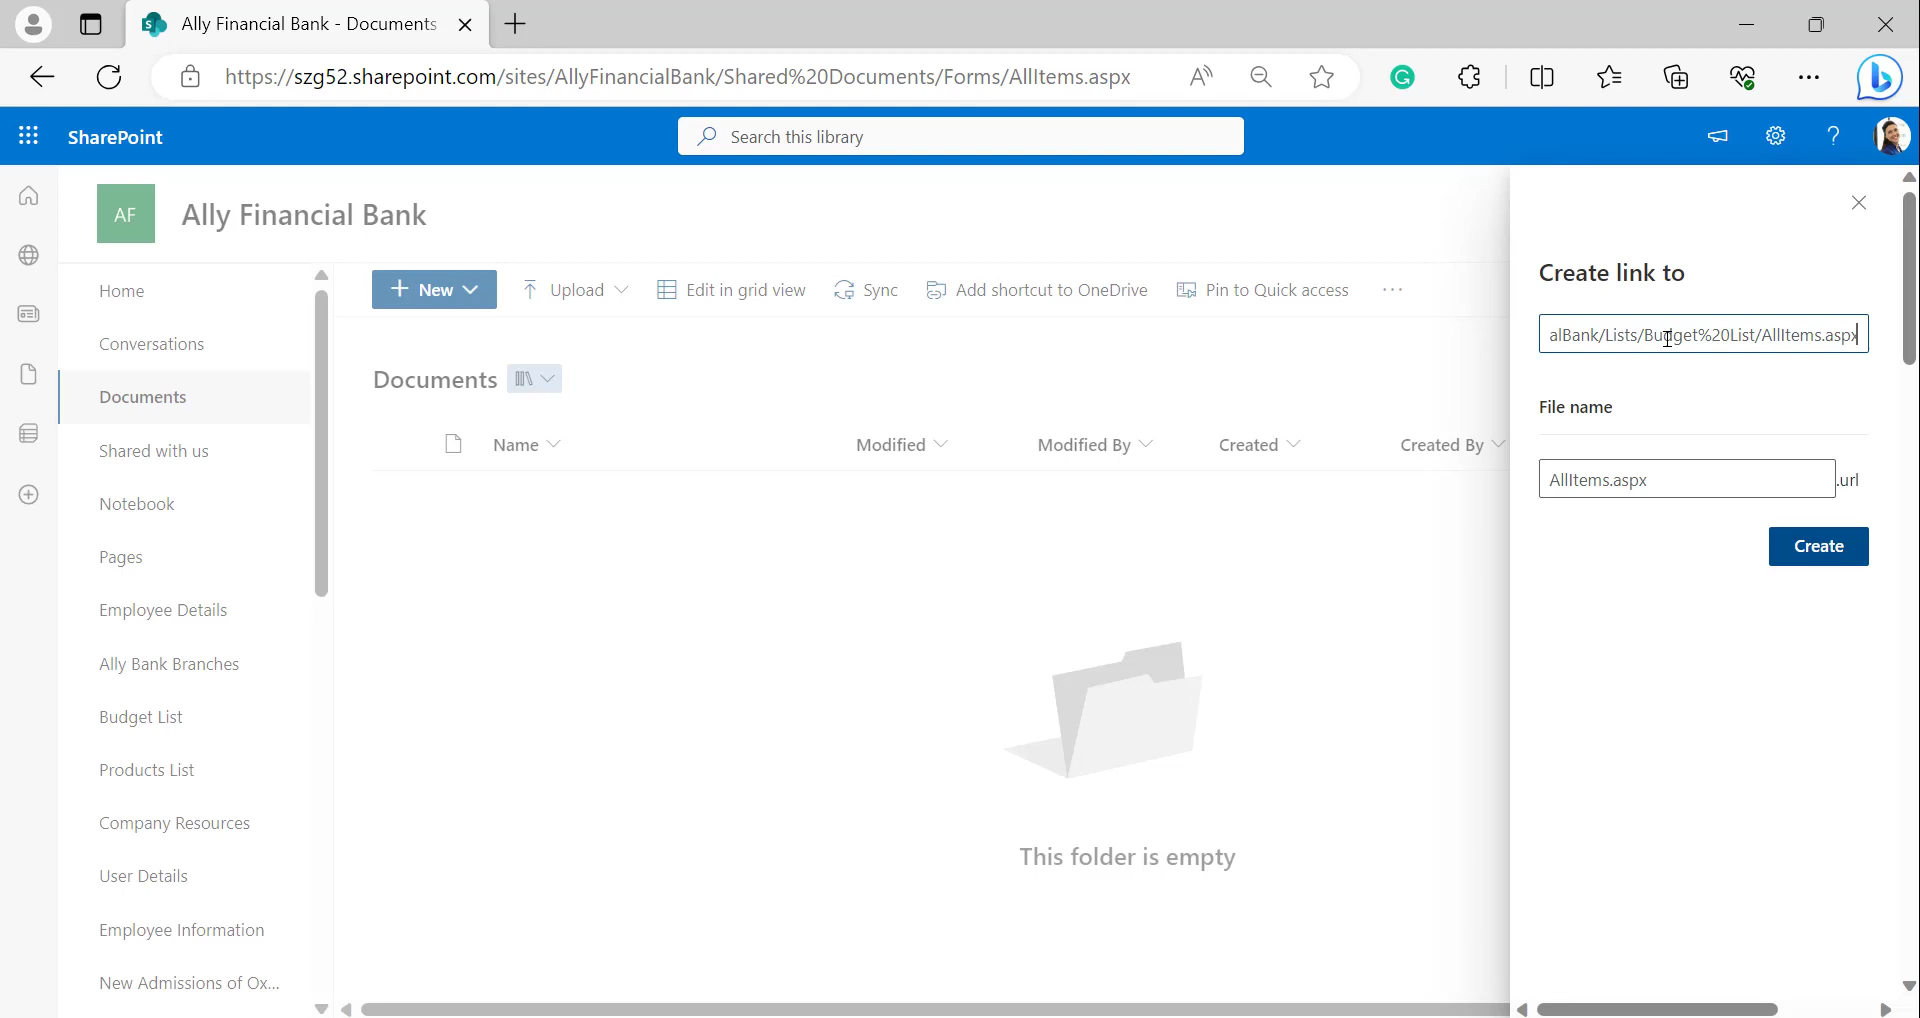 Ally Financial Bank - Documents
https://szg52.sharepoint.com/sites/AllyFinancialBank/Shared%20Documents/Forms/AllItems.aspx
SharePoint
Search this library
?
AF
Ally Financial Bank
Home
Conversations
Documents
Shared with us
Notebook
Pages
Employee Details
Ally Bank Branches
Budget List
Products List
Company Resources
User Details
Employee Information
New Admissions of Ox...
+ New
Upload
Edit in grid view
Sync
Add shortcut to OneDrive
Pin to Quick access
...
Documents
Name
Modified
Modified By
Created
Created By
This folder is empty
Create link to
alBank/Lists/Budget%20List/AllItems.aspx
File name
AllItems.aspx
.url
Create